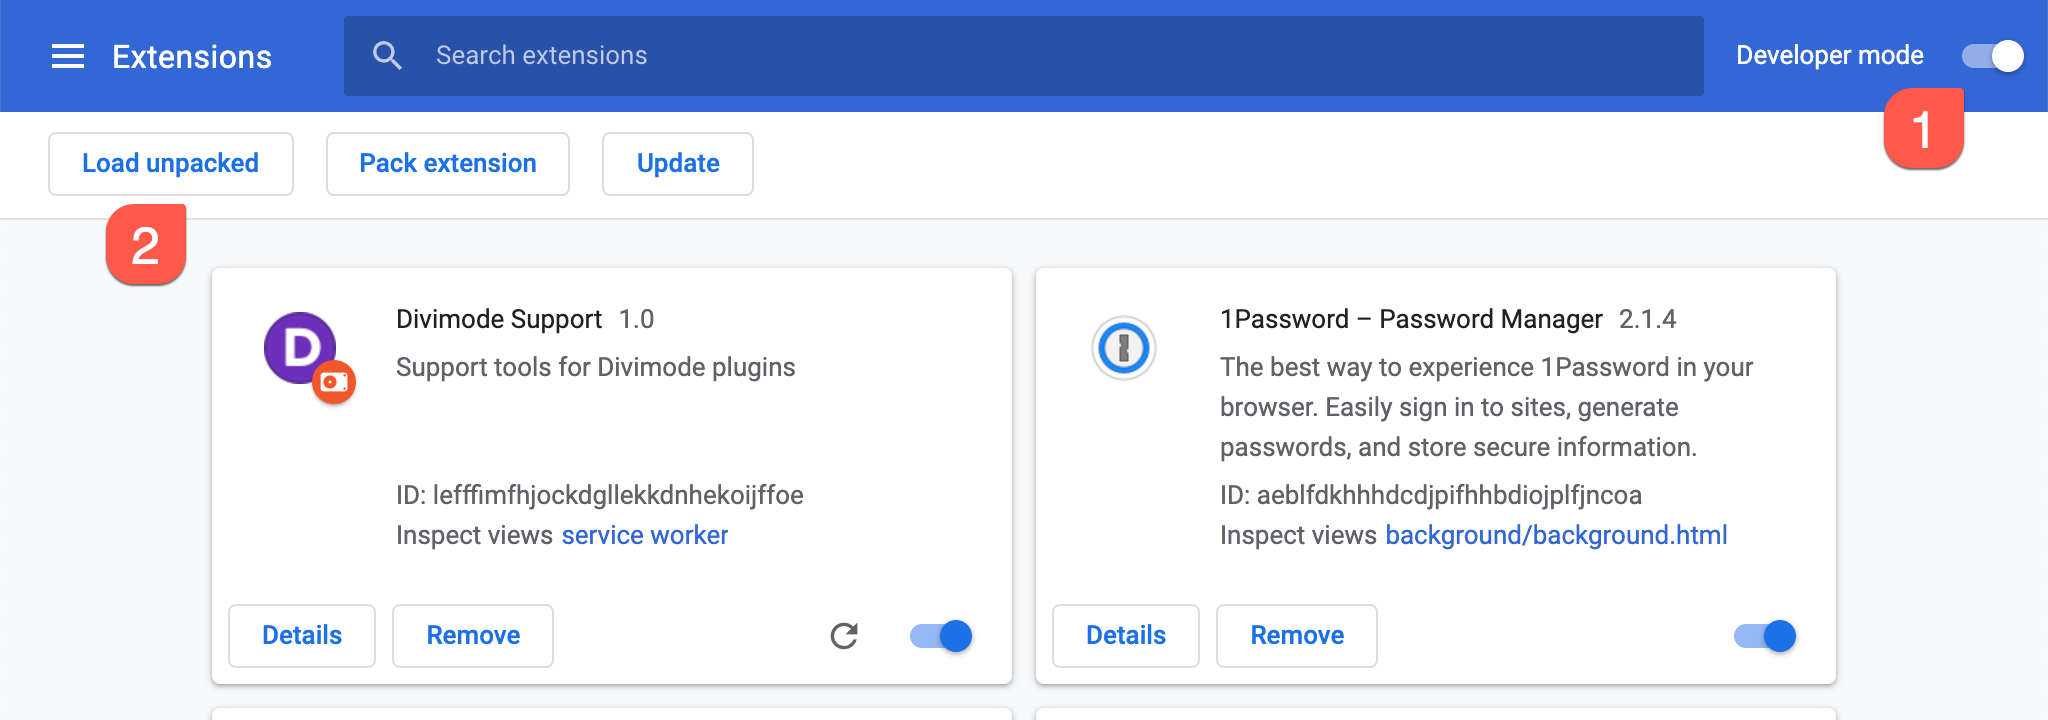 Extensions
Search extensions
Developer mode
1
Load unpacked
Pack extension
Update
2
D
Divimode Support 1.0
Support tools for Divimode plugins
ID: lefffimfhjockdgllekkdnhekoijffoe
Inspect views service worker
Details
Remove
1Password – Password Manager 2.1.4
The best way to experience 1Password in your
browser. Easily sign in to sites, generate
passwords, and store secure information.
ID: aeblfdkhhhdcdjpifhhbdiojplfjncoa
Inspect views background/background.html
Details
Remove